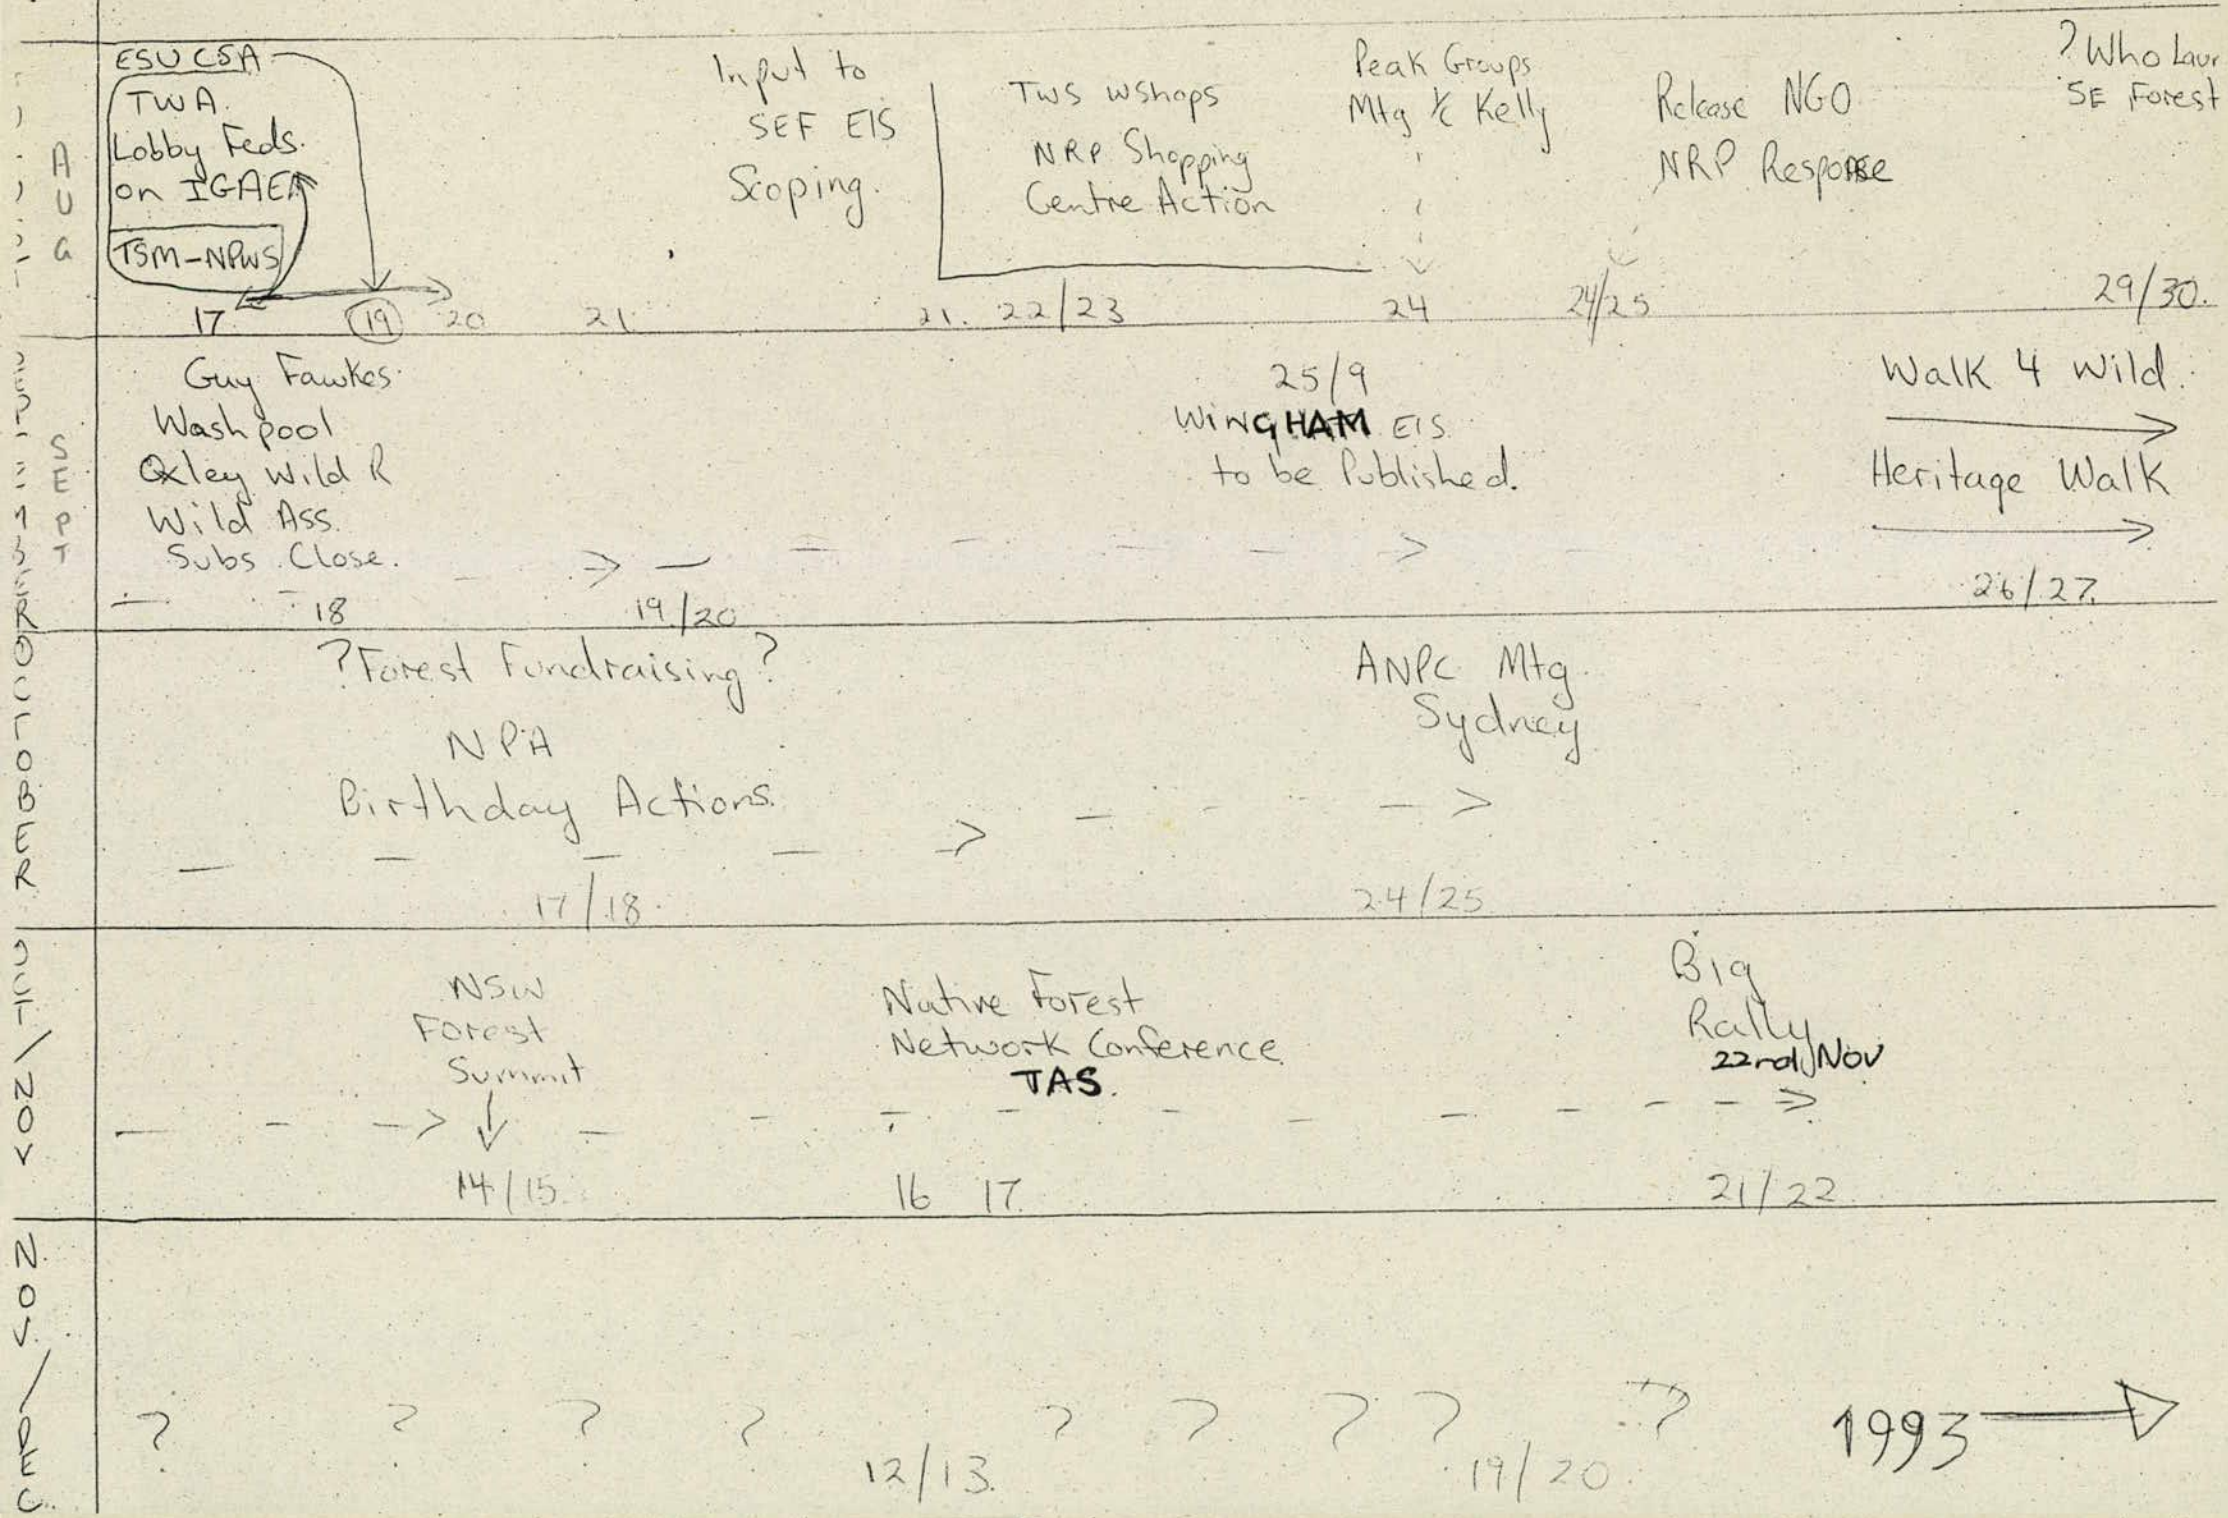 AUG
ESU CSA
TWA.
Lobby Feds.
on IGAEA
TSM-NPWS
17
19
20
21
Input to
SEF EIS
Scoping.
21. 22/23
TWS WShops
NRP Shopping
Centre Action
Peak Groups
Mtg Kelly
24
Release NGO
NRP Response
24/25
? Who Laur
SE Forest
29/30.
SEPT
Guy Fawkes
Washpool
Oxley Wild R
Wild Ass.
Subs Close.
18
19/20
25/9
WINGHAM EIS
to be Published.
Walk 4 Wild.
Heritage Walk
26/27.
OCTOBER
? Forest Fundraising?
NPA
Birthday Actions.
17/18.
ANPC Mtg.
Sydney
24/25
OCT/NOV
NSW
Forest
Summit
14/15.
Native Forest
Network Conference
TAS.
16 17.
Big
Rally
22nd Nov
21/22
NOV/DEC
? ? ? ? ? ? ? ? ?
12/13.
19/20.
1993